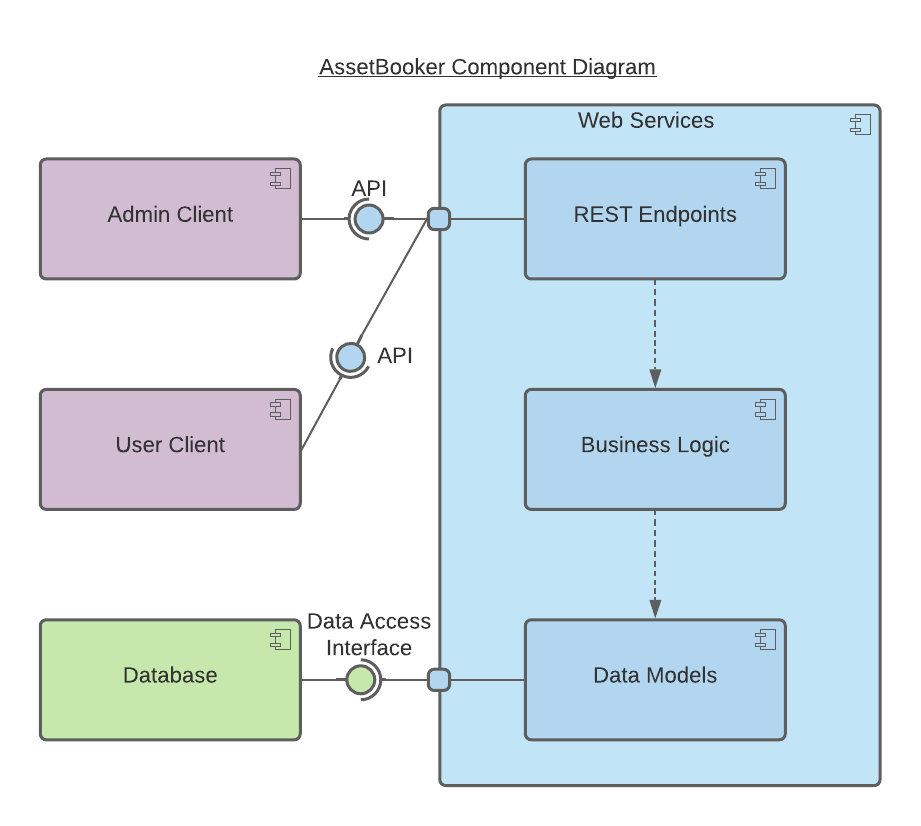 AssetBooker Component Diagram
Web Services
Admin Client
API
REST Endpoints
API
User Client
Business Logic
Data Access
Interface
Database
Data Models